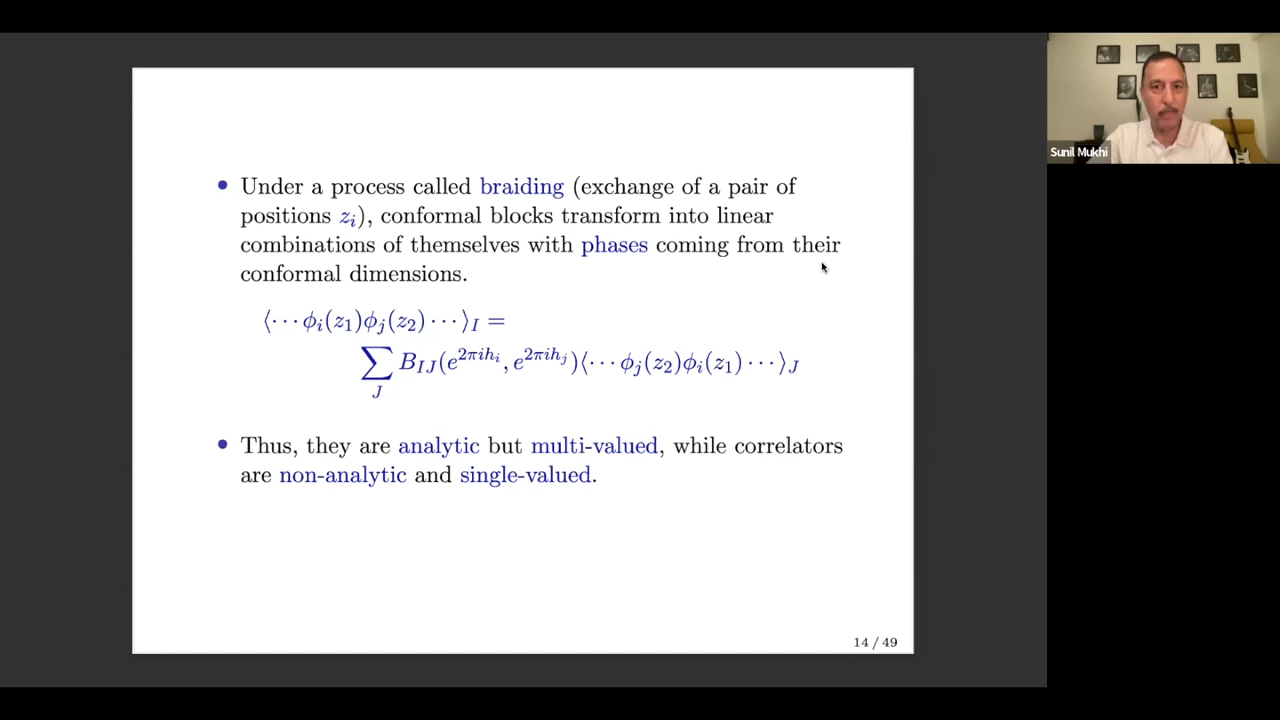 • Under a process called braiding (exchange of a pair of
positions z_i), conformal blocks transform into linear
combinations of themselves with phases coming from their
conformal dimensions.
⟨⋯ϕ_i(z_1)ϕ_j(z_2)⋯⟩_I =
∑_J B_{IJ}(e^{2πih_i}, e^{2πih_j})⟨⋯ϕ_j(z_2)ϕ_i(z_1)⋯⟩_J
• Thus, they are analytic but multi-valued, while correlators
are non-analytic and single-valued.
14 / 49
Sunil Mukhi